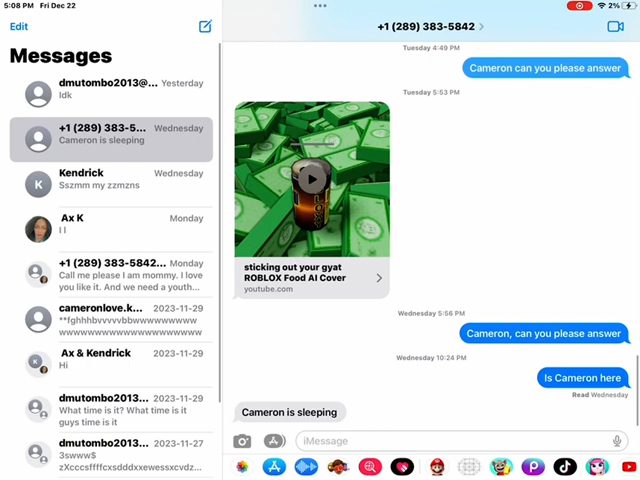 5:08 PM Fri Dec 22
2%
Edit
Messages
dmutombo2013@... Yesterday
Idk
+1 (289) 383-5... Wednesday
Cameron is sleeping
Kendrick Wednesday
Sszmm my zzmzns
K
Ax K Monday
I I
+1 (289) 383-5842... Monday
Call me please I am mommy. I love
you like it. And we need a youth...
cameronlove.k... 2023-11-29
**fghhhbvvvvbbwwwwwwwww
wwwwwwwwwwwwwwwwwwwww
Ax & Kendrick 2023-11-29
Hi
dmutombo2013... 2023-11-29
What time is it? What time is it
guys time is it
dmutombo2013... 2023-11-27
3swww$
zXcccsffffcxsdddxxewessxcvdz...
+1 (289) 383-5842
Tuesday 4:49 PM
Cameron can you please answer
Tuesday 5:53 PM
sticking out your gyat
ROBLOX Food AI Cover
youtube.com
Wednesday 5:56 PM
Cameron, can you please answer
Wednesday 10:24 PM
Is Cameron here
Read Wednesday
Cameron is sleeping
iMessage